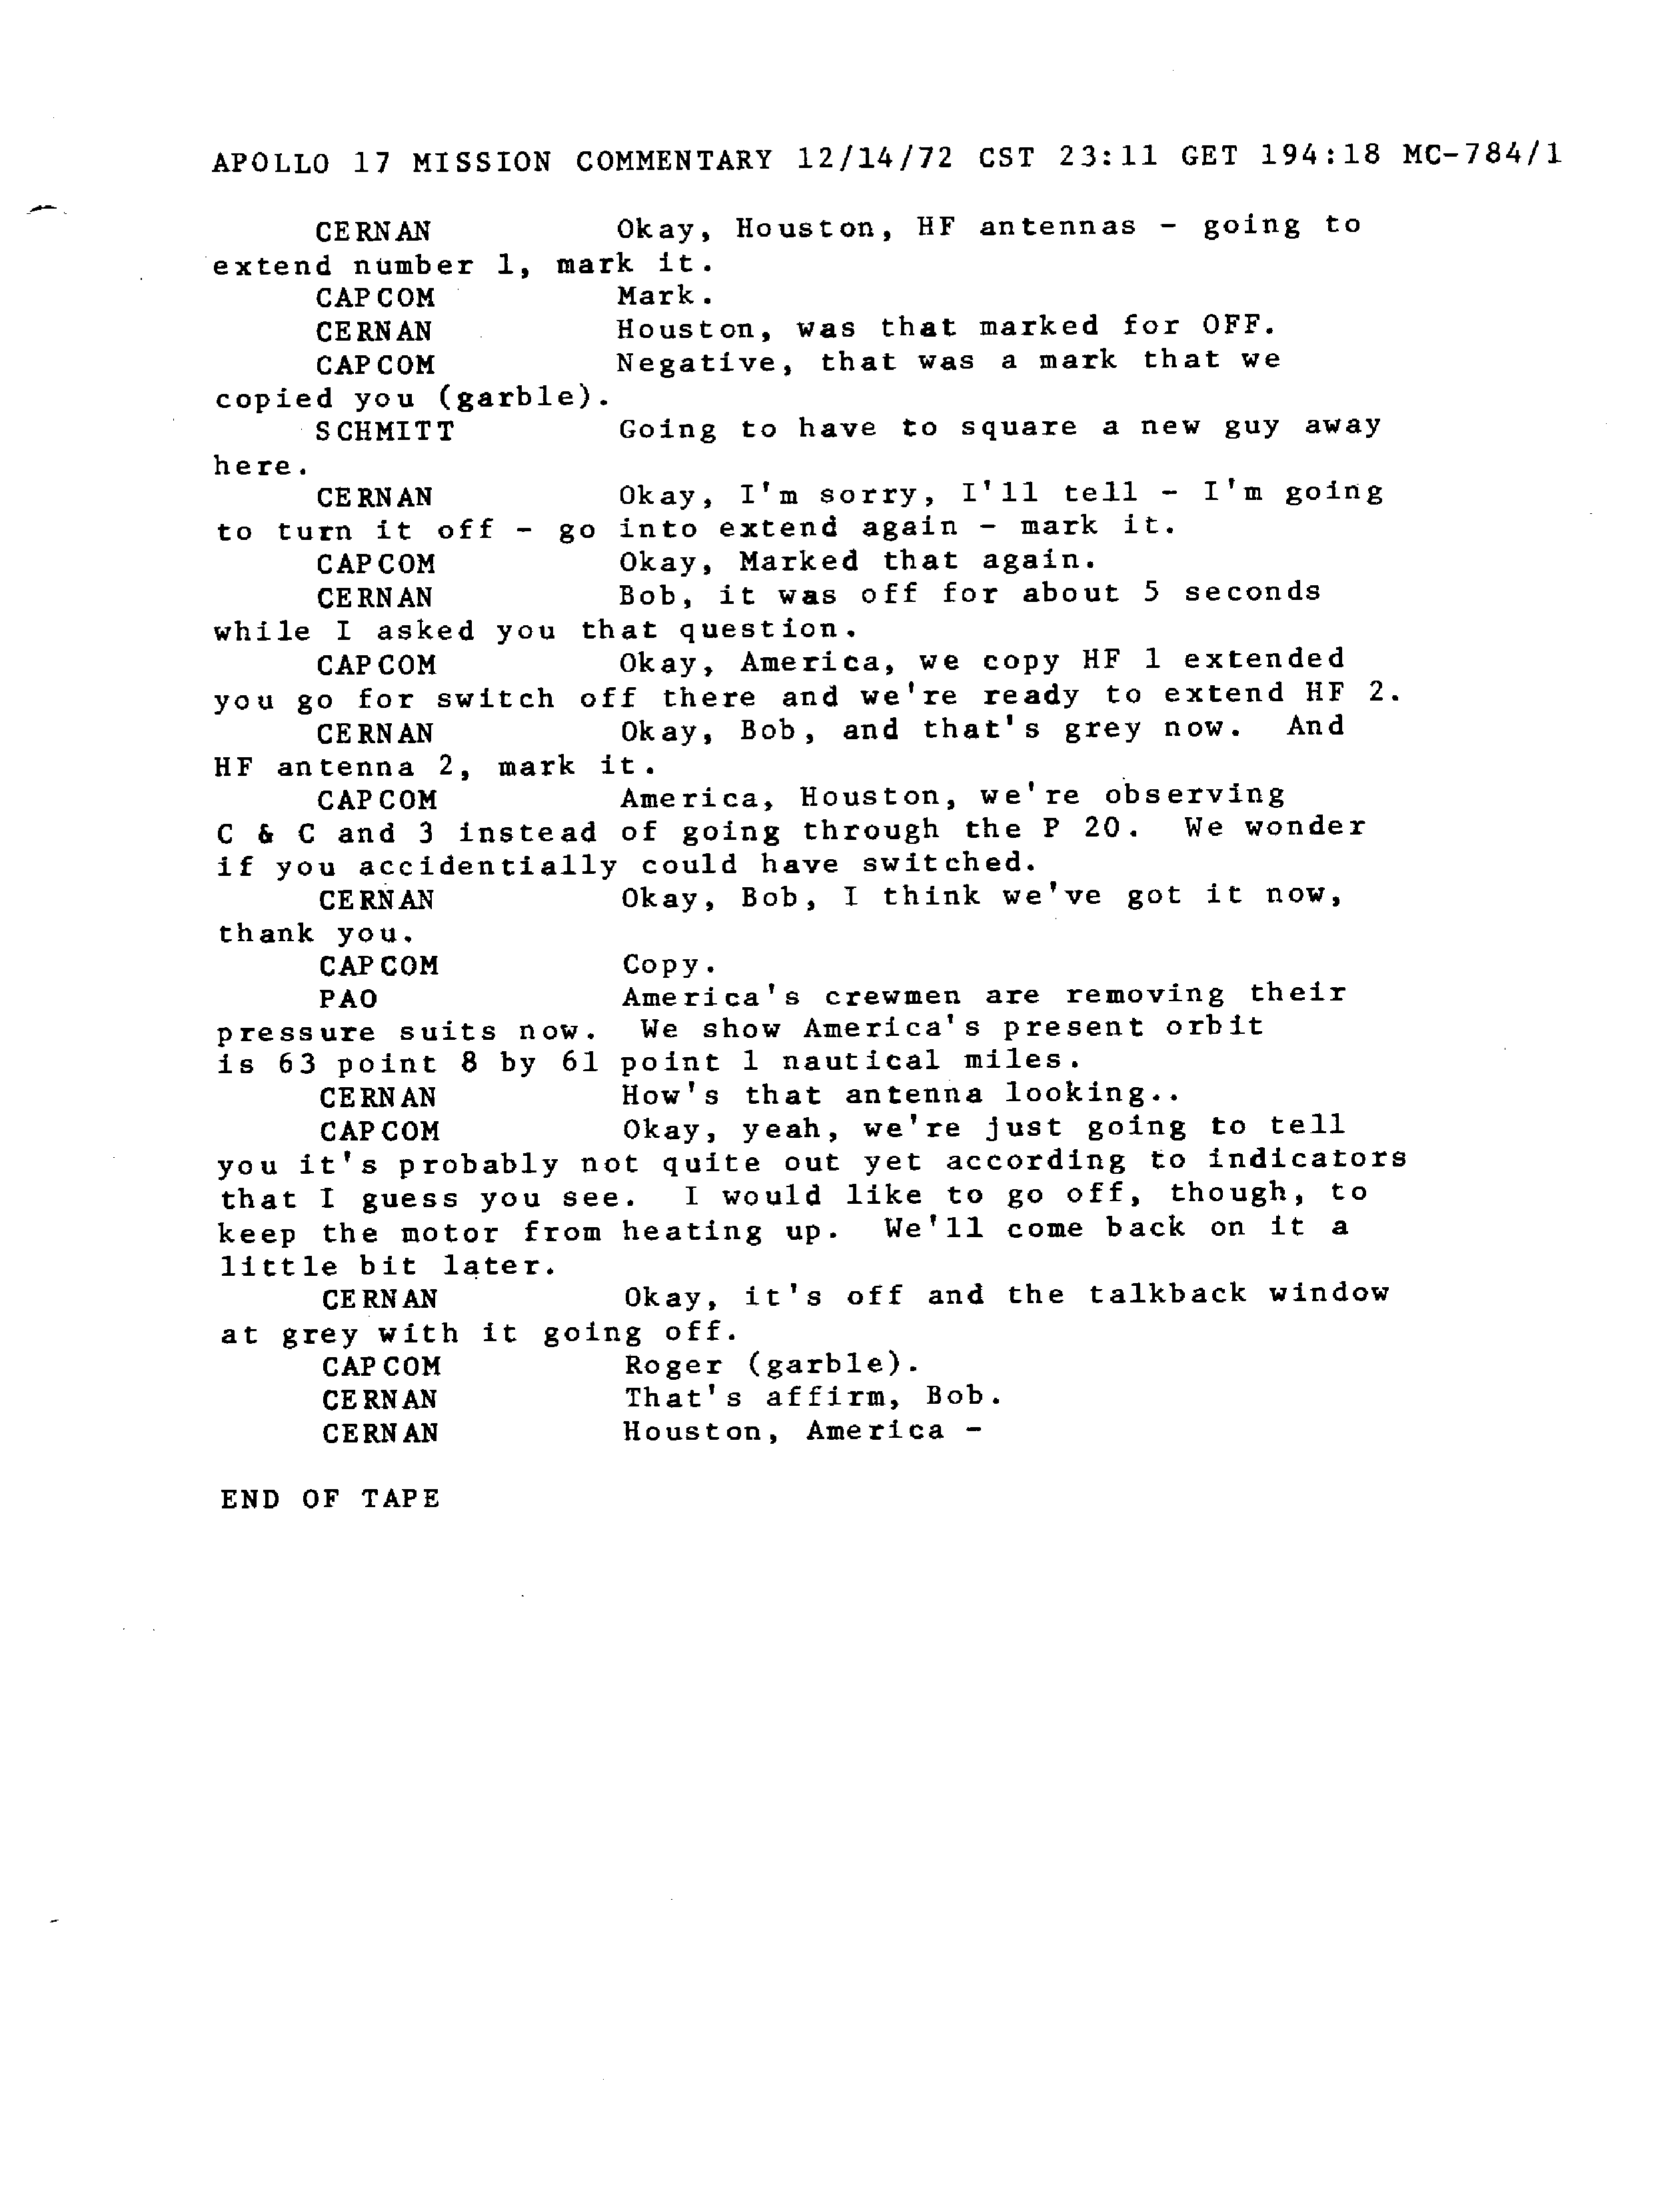 APOLLO 17 MISSION COMMENTARY 12/14/72 CST 23:11 GET 194:18 MC-784/1
CERNAN Okay, Houston, HF antennas - going to
extend number 1, mark it.
CAPCOM Mark.
CERNAN Houston, was that marked for OFF.
CAPCOM Negative, that was a mark that we
copied you (garble).
SCHMITT Going to have to square a new guy away
here.
CERNAN Okay, I'm sorry, I'll tell - I'm going
to turn it off - go into extend again - mark it.
CAPCOM Okay, Marked that again.
CERNAN Bob, it was off for about 5 seconds
while I asked you that question.
CAPCOM Okay, America, we copy HF 1 extended
you go for switch off there and we're ready to extend HF 2.
CERNAN Okay, Bob, and that's grey now. And
HF antenna 2, mark it.
CAPCOM America, Houston, we're observing
C & C and 3 instead of going through the P 20. We wonder
if you accidentially could have switched.
CERNAN Okay, Bob, I think we've got it now,
thank you.
CAPCOM Copy.
PAO America's crewmen are removing their
pressure suits now. We show America's present orbit
is 63 point 8 by 61 point 1 nautical miles.
CERNAN How's that antenna looking..
CAPCOM Okay, yeah, we're just going to tell
you it's probably not quite out yet according to indicators
that I guess you see. I would like to go off, though, to
keep the motor from heating up. We'll come back on it a
little bit later.
CERNAN Okay, it's off and the talkback window
at grey with it going off.
CAPCOM Roger (garble).
CERNAN That's affirm, Bob.
CERNAN Houston, America -
END OF TAPE